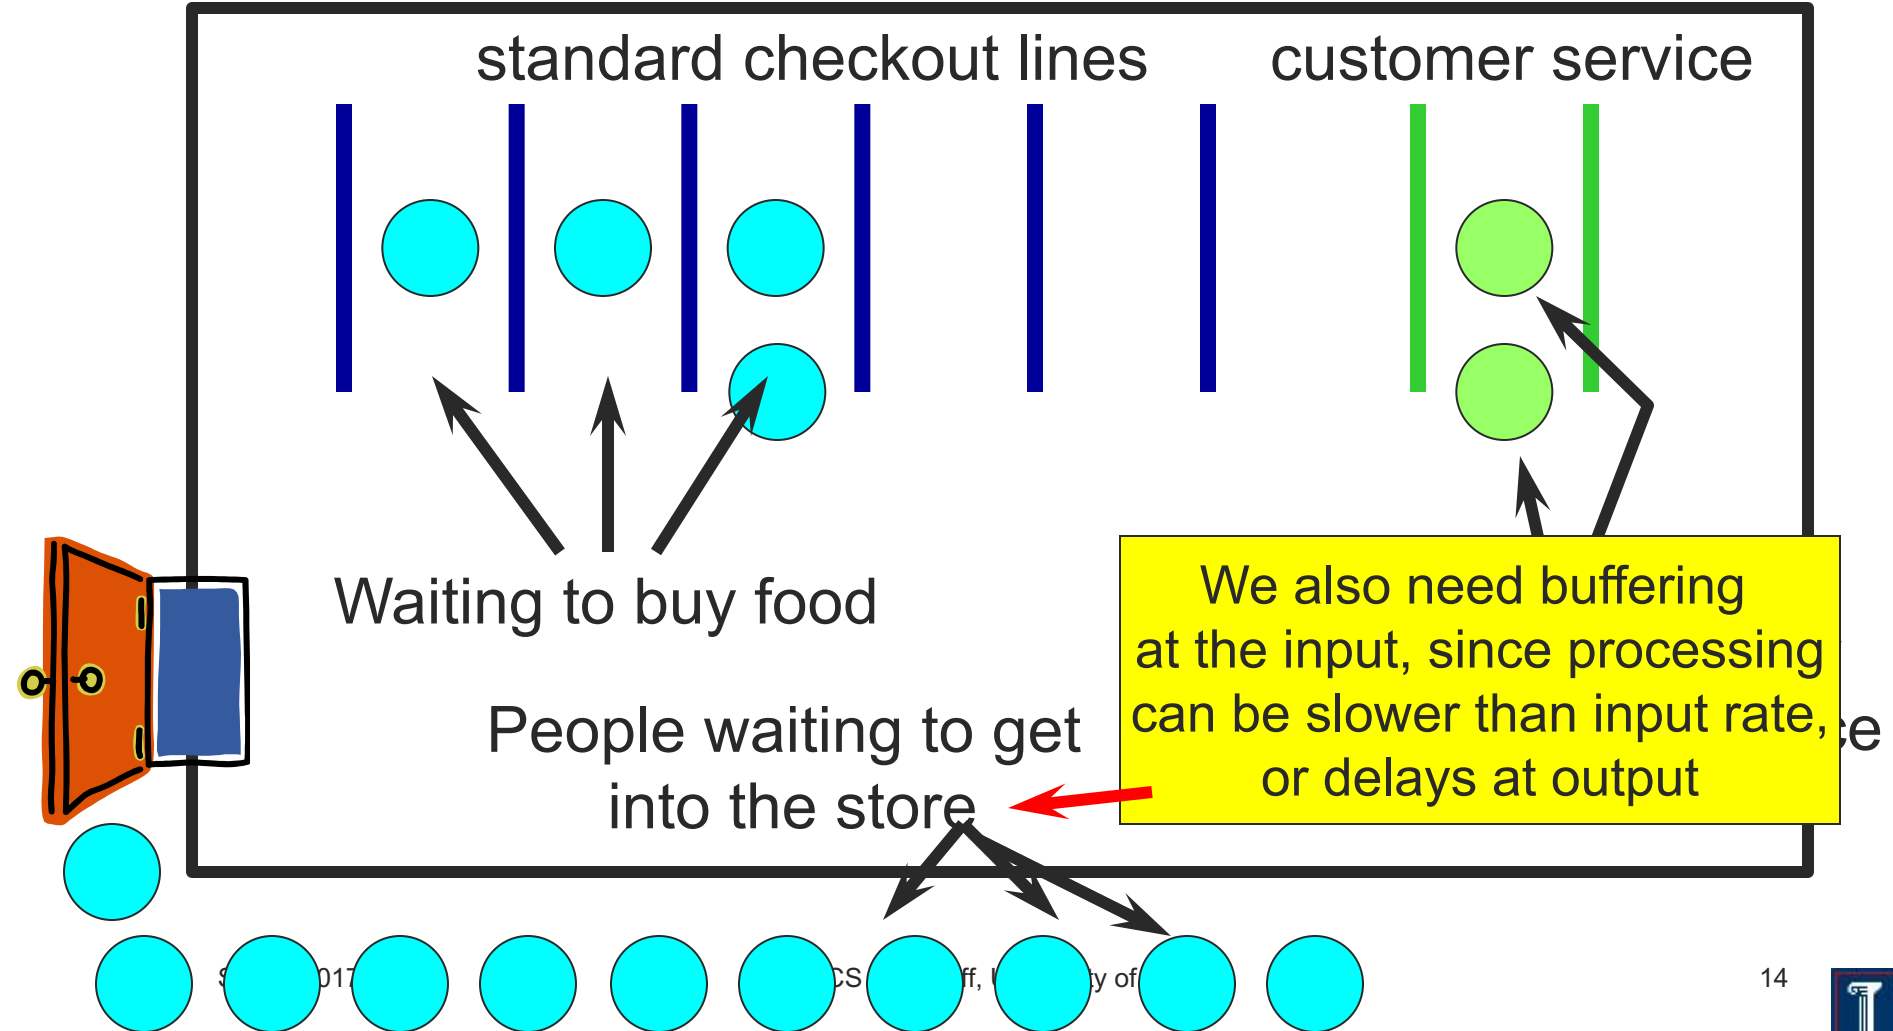 standard checkout lines
customer service
Waiting to buy food
We also need buffering
at the input, since processing
can be slower than input rate,
or delays at output
People waiting to get
into the store
14